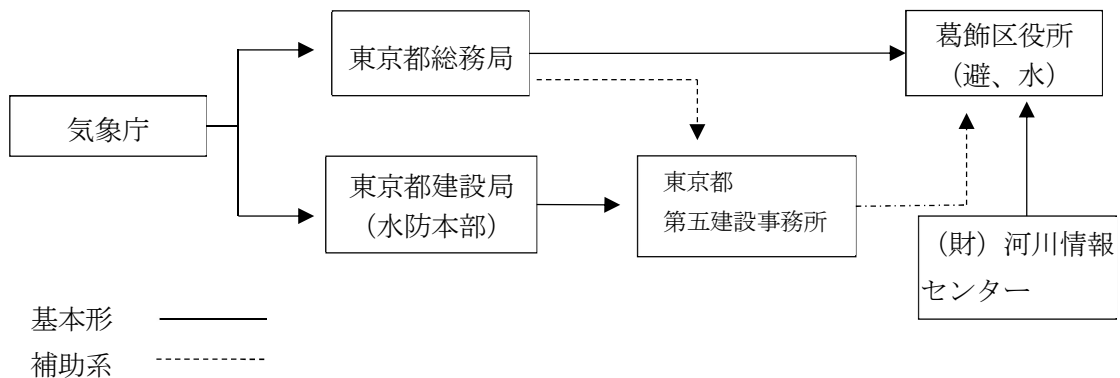 東京都総務局
葛飾区役所
（避、水）
気象庁
東京都建設局
（水防本部）
東京都
第五建設事務所
（財）河川情報
センター
基本形
補助系